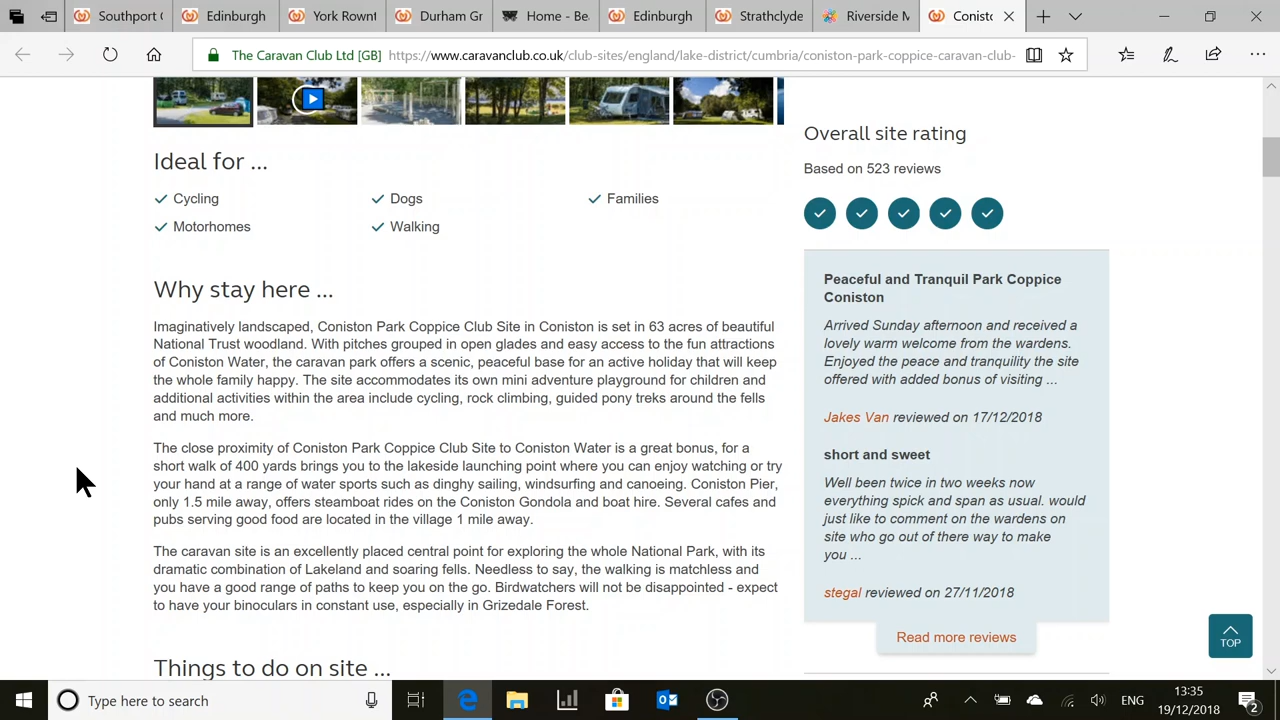 Southport
Edinburgh
York Rownt
Durham Gr
Home - Be
Edinburgh
Strathclyde
Riverside M
Conisto
The Caravan Club Ltd [GB] https://www.caravanclub.co.uk/club-sites/england/lake-district/cumbria/coniston-park-coppice-caravan-club-
Ideal for ...
Cycling
Dogs
Families
Motorhomes
Walking
Why stay here ...
Imaginatively landscaped, Coniston Park Coppice Club Site in Coniston is set in 63 acres of beautiful
National Trust woodland. With pitches grouped in open glades and easy access to the fun attractions
of Coniston Water, the caravan park offers a scenic, peaceful base for an active holiday that will keep
the whole family happy. The site accommodates its own mini adventure playground for children and
additional activities within the area include cycling, rock climbing, guided pony treks around the fells
and much more.
The close proximity of Coniston Park Coppice Club Site to Coniston Water is a great bonus, for a
short walk of 400 yards brings you to the lakeside launching point where you can enjoy watching or try
your hand at a range of water sports such as dinghy sailing, windsurfing and canoeing. Coniston Pier,
only 1.5 mile away, offers steamboat rides on the Coniston Gondola and boat hire. Several cafes and
pubs serving good food are located in the village 1 mile away.
The caravan site is an excellently placed central point for exploring the whole National Park, with its
dramatic combination of Lakeland and soaring fells. Needless to say, the walking is matchless and
you have a good range of paths to keep you on the go. Birdwatchers will not be disappointed - expect
to have your binoculars in constant use, especially in Grizedale Forest.
Things to do on site ...
Overall site rating
Based on 523 reviews
Peaceful and Tranquil Park Coppice
Coniston
Arrived Sunday afternoon and received a
lovely warm welcome from the wardens.
Enjoyed the peace and tranquility the site
offered with added bonus of visiting ...
Jakes Van reviewed on 17/12/2018
short and sweet
Well been twice in two weeks now
everything spick and span as usual. would
just like to comment on the wardens on
site who go out of there way to make
you ...
stegal reviewed on 27/11/2018
Read more reviews
TOP
Type here to search
ENG
13:35
19/12/2018
2